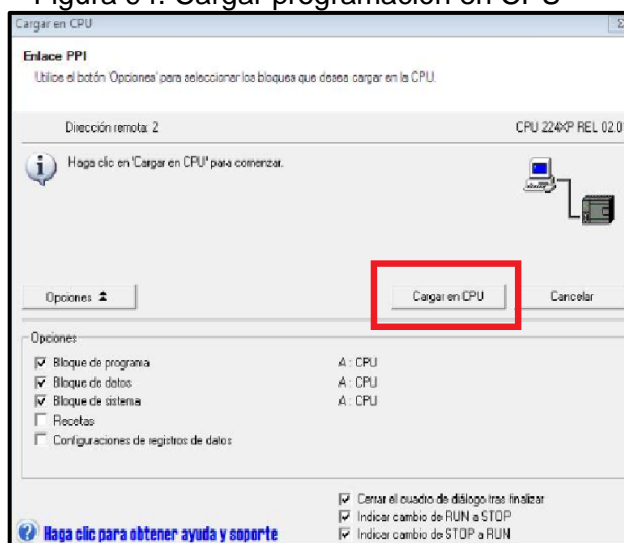 Figura 64. Cargar programación en CPU
Cargar en CPU
Enlace PPI
Utilice el botón 'Opciones' para seleccionar los bloques que desea cargar en la CPU.
Dirección remota: 2 CPU 224XP REL 02.01
Haga clic en 'Cargar en CPU' para comenzar.
Opciones Cargar en CPU Cancelar
Opciones
Bloque de programa A : CPU
Bloque de datos A : CPU
Bloque de sistema A : CPU
Recetas
Configuraciones de registros de datos
Cerrar el cuadro de diálogo tras finalizar
Indicar cambio de RUN a STOP
Haga clic para obtener ayuda y soporte Indicar cambio de STOP a RUN